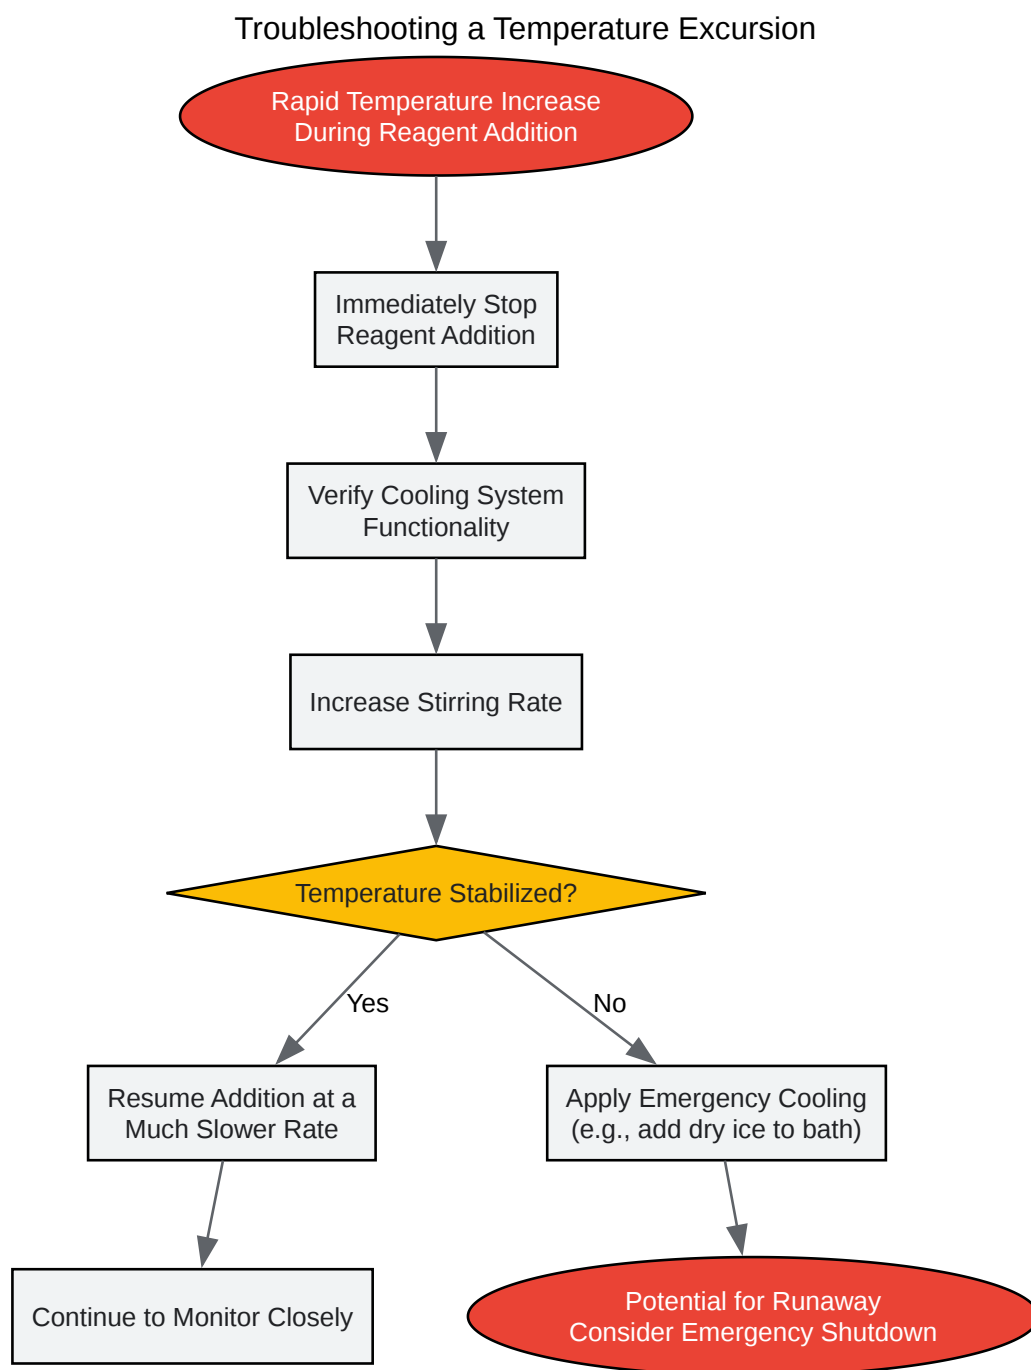 Troubleshooting a Temperature Excursion
Rapid Temperature Increase
During Reagent Addition
Immediately Stop
Reagent Addition
Verify Cooling System
Functionality
Increase Stirring Rate
Temperature Stabilized?
Yes
No
Resume Addition at a
Much Slower Rate
Apply Emergency Cooling
(e.g., add dry ice to bath)
Continue to Monitor Closely
Potential for Runaway
Consider Emergency Shutdown